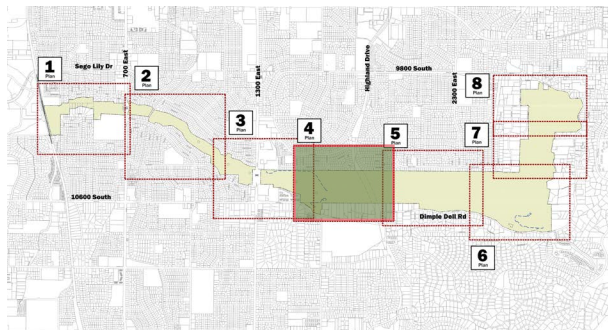 1
Plan
Sego Lily Dr
700 East
2
Plan
1300 East
Highland Drive
9800 South
2300 East
8
Plan
3
Plan
4
Plan
5
Plan
7
Plan
10600 South
Dimple Dell Rd
6
Plan